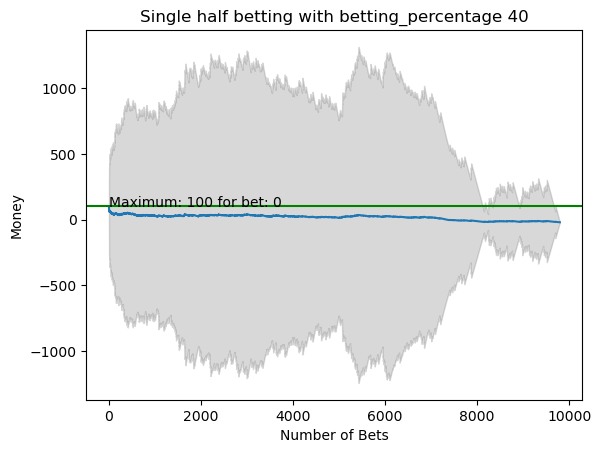 Single half betting with betting_percentage 40
1000
500
0
−500
−1000
Money
Maximum: 100 for bet: 0
0 2000 4000 6000 8000 10000
Number of Bets